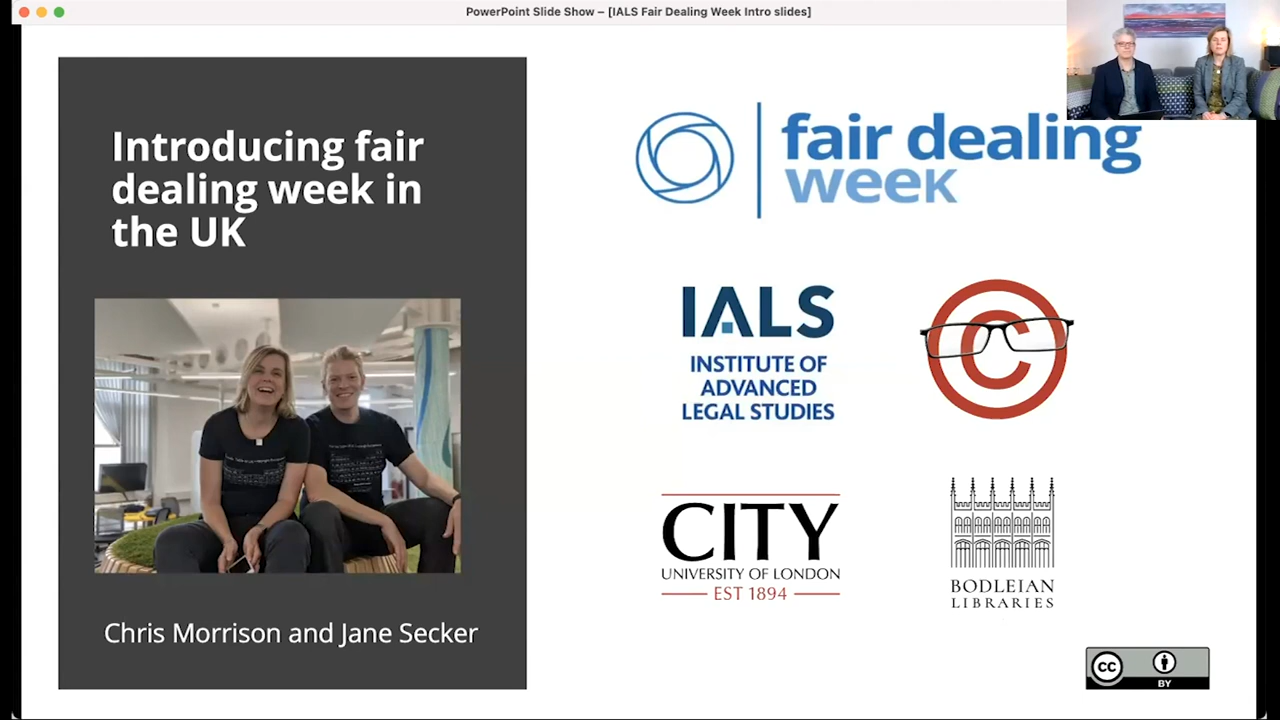 PowerPoint Slide Show – [IALS Fair Dealing Week Intro slides]
Introducing fair
dealing week in
the UK
Chris Morrison and Jane Secker
fair dealing
week
IALS
INSTITUTE OF
ADVANCED
LEGAL STUDIES
C
CITY
UNIVERSITY OF LONDON
EST 1894
BODLEIAN
LIBRARIES
cc
BY